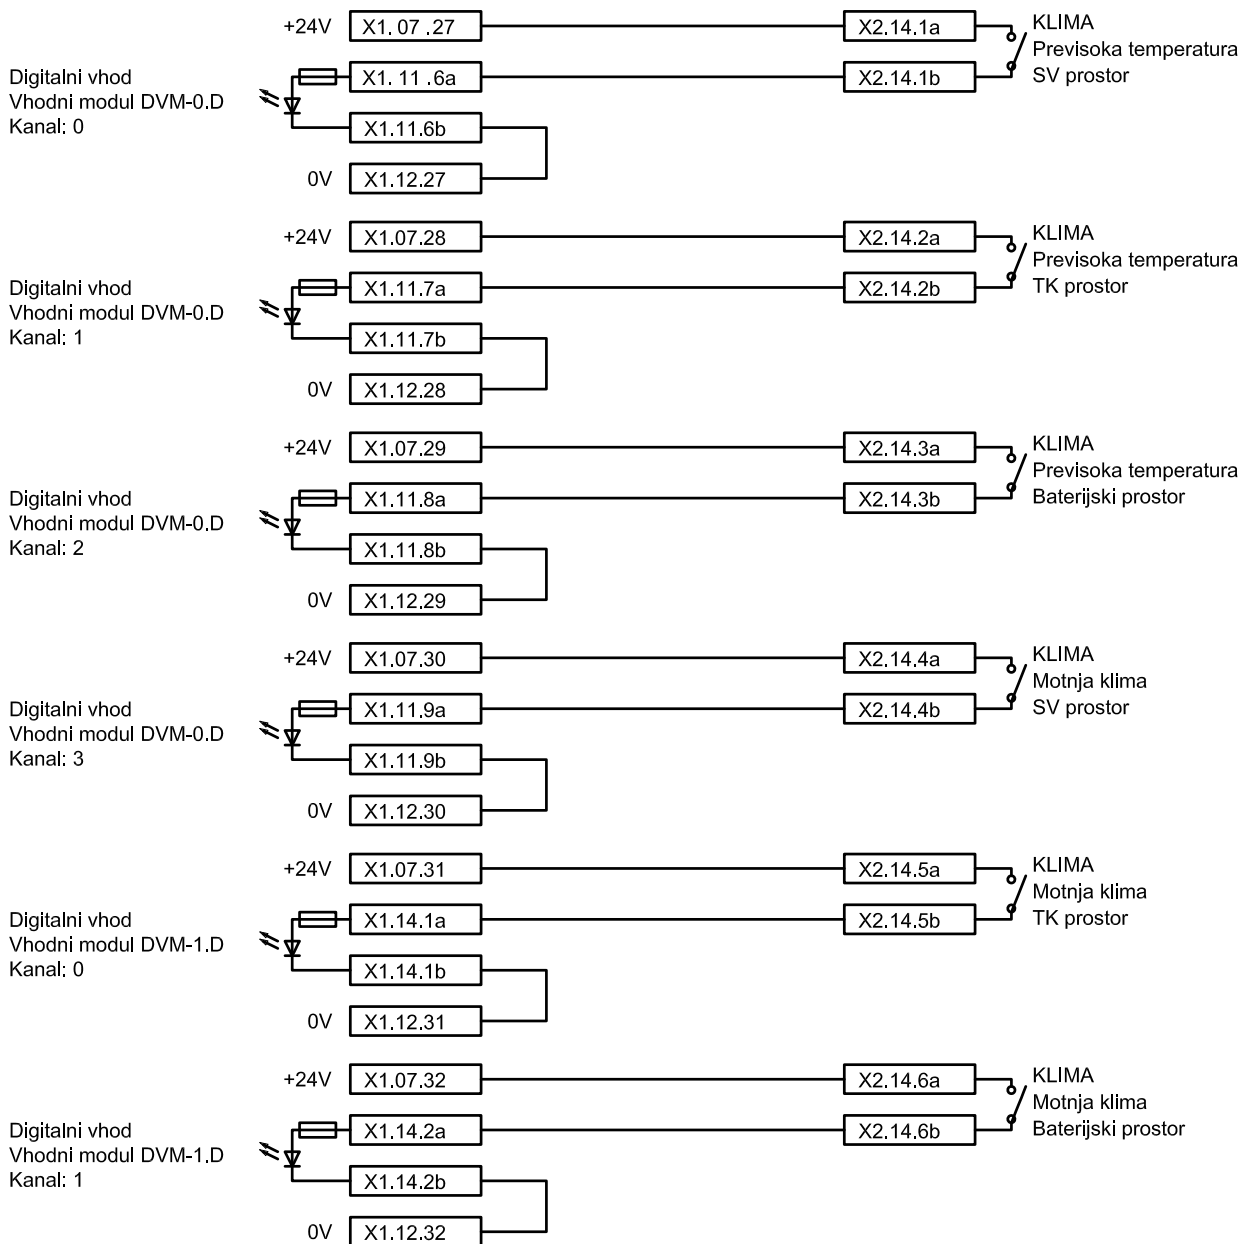 +24V X1. 07 .27 X2.14.1a KLIMA
Previsoka temperatura
Digitalni vhod X1. 11 .6a X2.14.1b SV prostor
Vhodni modul DVM-0.D
Kanal: 0 X1.11.6b
0V X1.12.27
+24V X1.07.28 X2.14.2a KLIMA
Previsoka temperatura
Digitalni vhod X1.11.7a X2.14.2b TK prostor
Vhodni modul DVM-0.D
Kanal: 1 X1.11.7b
0V X1.12.28
+24V X1.07.29 X2.14.3a KLIMA
Previsoka temperatura
Digitalni vhod X1.11.8a X2.14.3b Baterijski prostor
Vhodni modul DVM-0.D
Kanal: 2 X1.11.8b
0V X1.12.29
+24V X1.07.30 X2.14.4a KLIMA
Motnja klima
Digitalni vhod X1.11.9a X2.14.4b SV prostor
Vhodni modul DVM-0.D
Kanal: 3 X1.11.9b
0V X1.12.30
+24V X1.07.31 X2.14.5a KLIMA
Motnja klima
Digitalni vhod X1.14.1a X2.14.5b TK prostor
Vhodni modul DVM-1.D
Kanal: 0 X1.14.1b
0V X1.12.31
+24V X1.07.32 X2.14.6a KLIMA
Motnja klima
Digitalni vhod X1.14.2a X2.14.6b Baterijski prostor
Vhodni modul DVM-1.D
Kanal: 1 X1.14.2b
0V X1.12.32